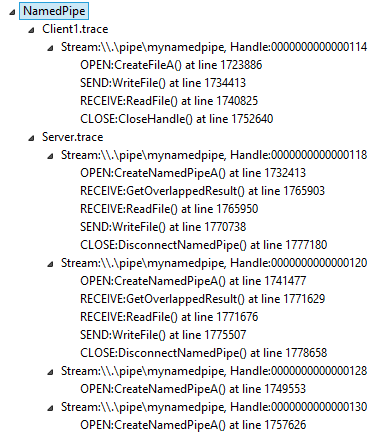 NamedPipe
Client1.trace
Stream:\\.\pipe\mynamedpipe, Handle:0000000000000114
OPEN:CreateFileA() at line 1723886
SEND:WriteFile() at line 1734413
RECEIVE:ReadFile() at line 1740825
CLOSE:CloseHandle() at line 1752640
Server.trace
Stream:\\.\pipe\mynamedpipe, Handle:0000000000000118
OPEN:CreateNamedPipeA() at line 1732413
RECEIVE:GetOverlappedResult() at line 1765903
RECEIVE:ReadFile() at line 1765950
SEND:WriteFile() at line 1770738
CLOSE:DisconnectNamedPipe() at line 1777180
Stream:\\.\pipe\mynamedpipe, Handle:0000000000000120
OPEN:CreateNamedPipeA() at line 1741477
RECEIVE:GetOverlappedResult() at line 1771629
RECEIVE:ReadFile() at line 1771676
SEND:WriteFile() at line 1775507
CLOSE:DisconnectNamedPipe() at line 1778658
Stream:\\.\pipe\mynamedpipe, Handle:0000000000000128
OPEN:CreateNamedPipeA() at line 1749553
Stream:\\.\pipe\mynamedpipe, Handle:0000000000000130
OPEN:CreateNamedPipeA() at line 1757626